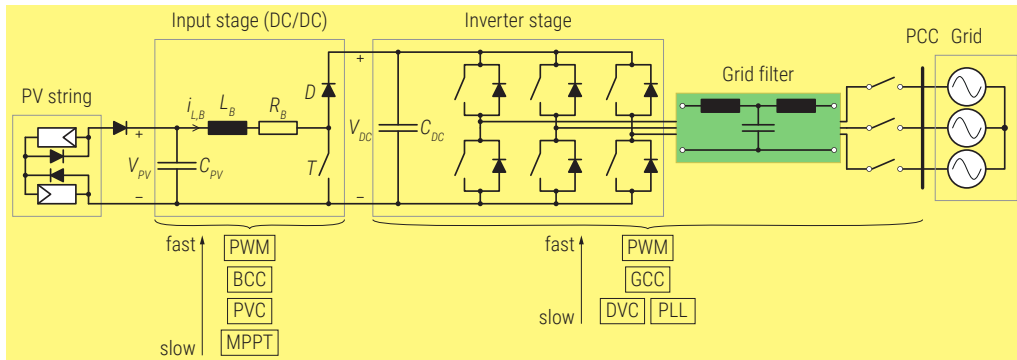 Input stage (DC/DC)
Inverter stage
PCC Grid
Grid filter
PV string
i_L,B
L_B
R_B
D
+
+
V_PV
C_PV
T
V_DC
C_DC
−
−
fast
PWM
BCC
PVC
MPPT
slow
fast
PWM
GCC
DVC PLL
slow